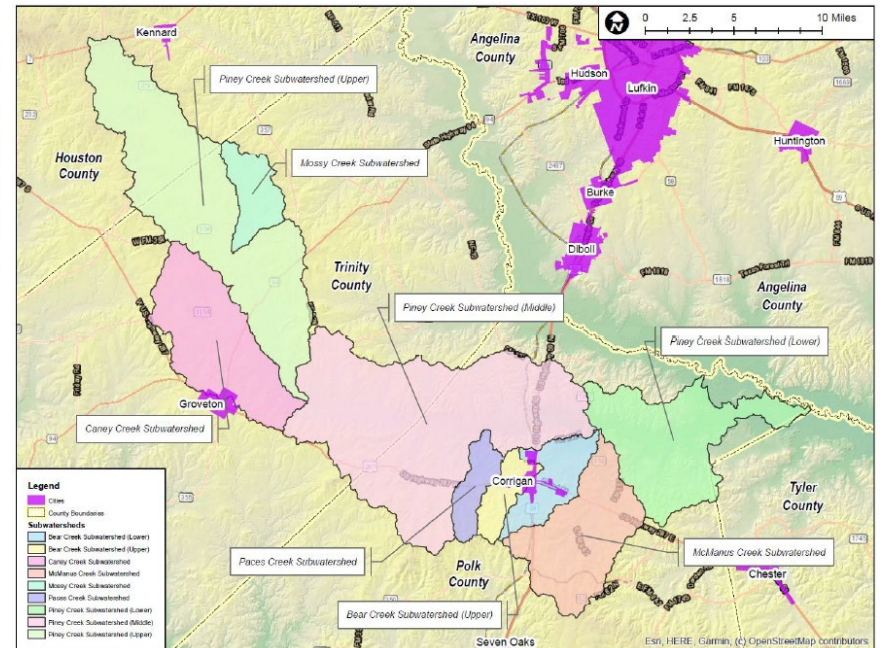 Kennard
Angelina
County
0 2.5 5 10 Miles
Hudson
Lufkin
Piney Creek Subwatershed (Upper)
Huntington
Mossy Creek Subwatershed
Houston
County
Burke
Diboll
Trinity
County
Angelina
County
Piney Creek Subwatershed (Middle)
Piney Creek Subwatershed (Lower)
Groveton
Caney Creek Subwatershed
Corrigan
Tyler
County
Paces Creek Subwatershed
McManus Creek Subwatershed
Polk
County
Chester
Bear Creek Subwatershed (Upper)
Seven Oaks
Legend
Cities
County Boundaries
Subwatersheds
Bear Creek Subwatershed (Lower)
Bear Creek Subwatershed (Upper)
Caney Creek Subwatershed
McManus Creek Subwatershed
Mossy Creek Subwatershed
Paces Creek Subwatershed
Piney Creek Subwatershed (Lower)
Piney Creek Subwatershed (Middle)
Piney Creek Subwatershed (Upper)
Esri, HERE, Garmin, (c) OpenStreetMap contributors